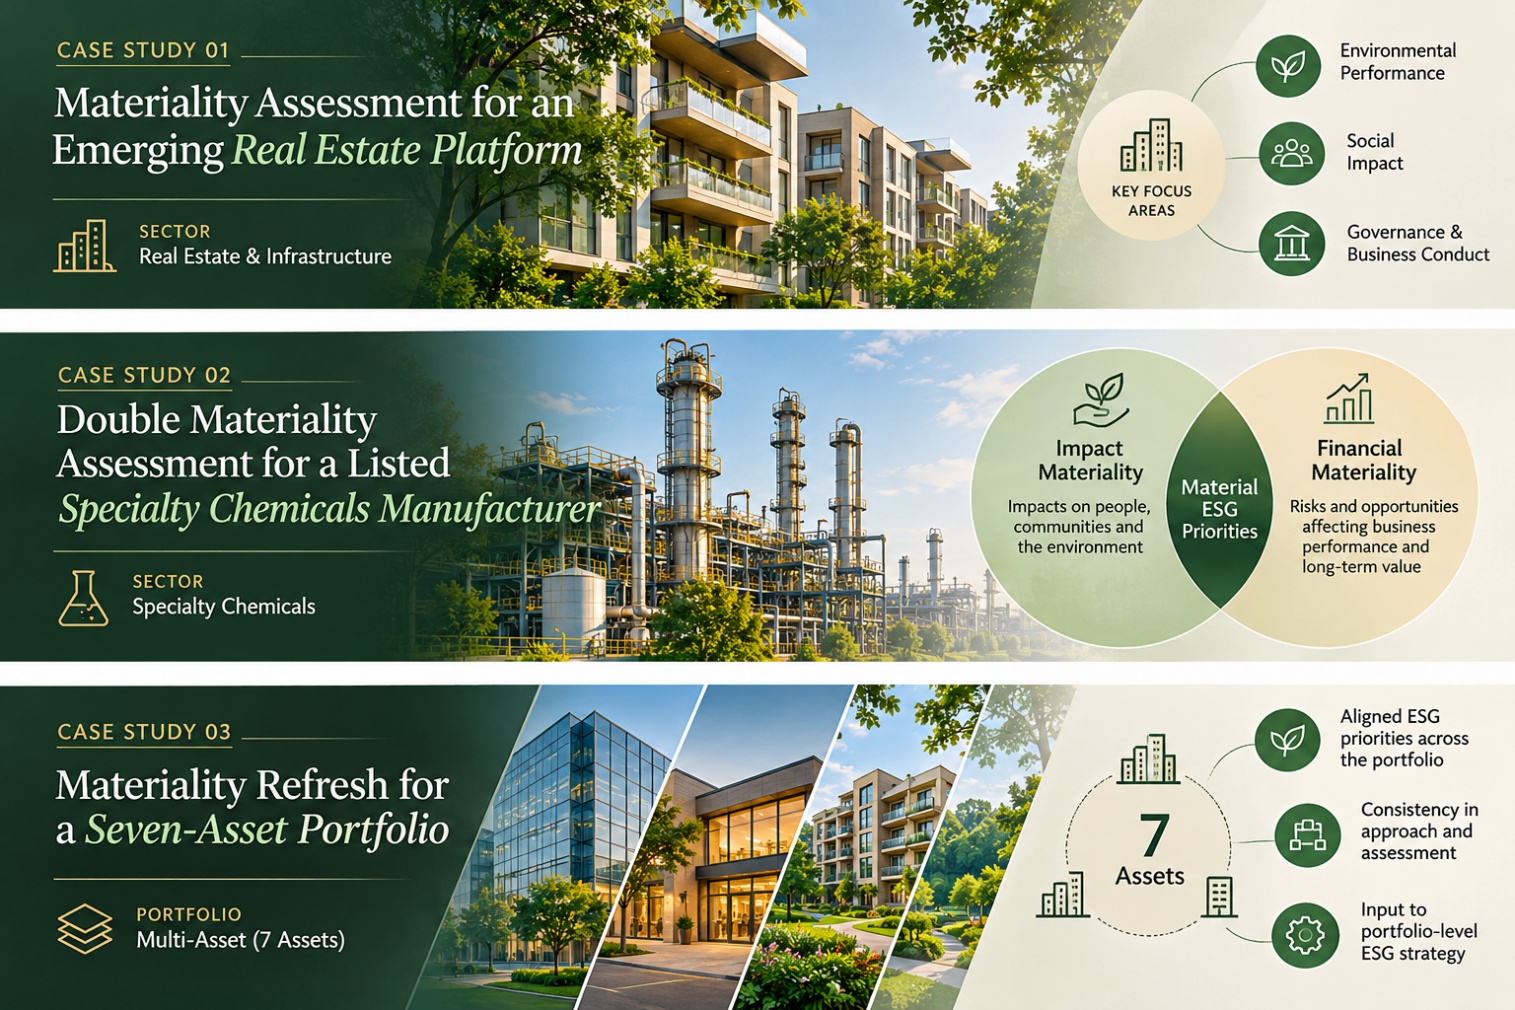 CASE STUDY 01
Materiality Assessment for an
Emerging Real Estate Platform
SECTOR
Real Estate & Infrastructure
KEY FOCUS
AREAS
Environmental
Performance
Social
Impact
Governance &
Business Conduct
CASE STUDY 02
Double Materiality
Assessment for a Listed
Specialty Chemicals Manufacturer
SECTOR
Specialty Chemicals
Impact
Materiality
Impacts on people,
communities and
the environment
Material
ESG
Priorities
Financial
Materiality
Risks and opportunities
affecting business
performance and
long-term value
CASE STUDY 03
Materiality Refresh for
a Seven-Asset Portfolio
PORTFOLIO
Multi-Asset (7 Assets)
7
Assets
Aligned ESG
priorities across
the portfolio
Consistency in
approach and
assessment
Input to
portfolio-level
ESG strategy